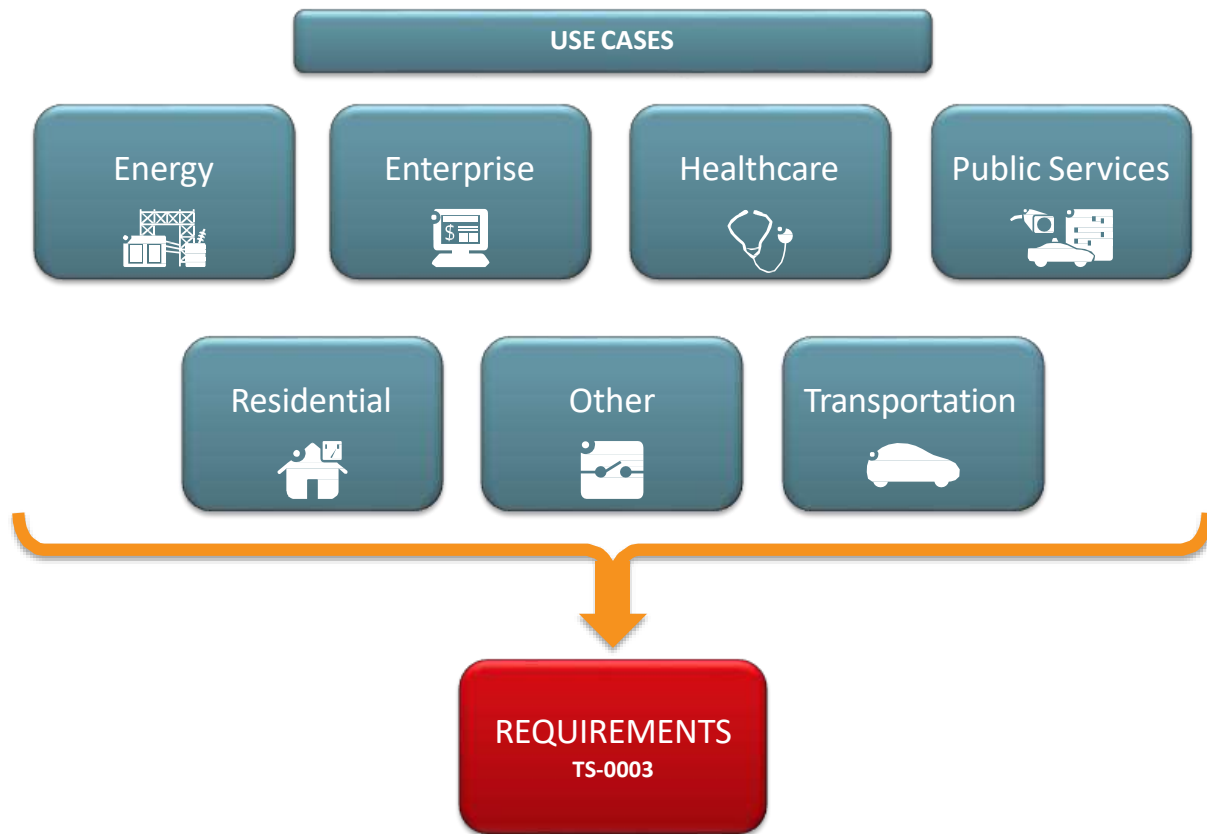 USE CASES
Energy
Enterprise
Healthcare
Public Services
$
Residential
Other
Transportation
REQUIREMENTS
TS-0003